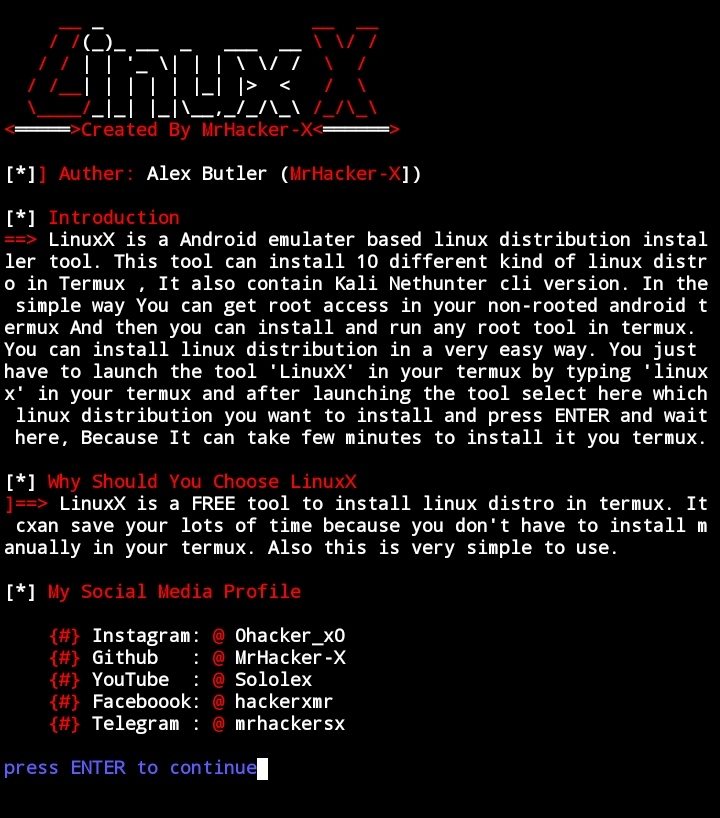 LinuxX
<═════>Created By MrHacker-X<══════>
[*]] Auther: Alex Butler (MrHacker-X])
[*] Introduction
==> LinuxX is a Android emulater based linux distribution instal
ler tool. This tool can install 10 different kind of linux distr
o in Termux , It also contain Kali Nethunter cli version. In the
simple way You can get root access in your non-rooted android t
ermux And then you can install and run any root tool in termux.
You can install linux distribution in a very easy way. You just
have to launch the tool 'LinuxX' in your termux by typing 'linux
x' in your termux and after launching the tool select here which
linux distribution you want to install and press ENTER and wait
here, Because It can take few minutes to install it you termux.
[*] Why Should You Choose LinuxX
]==> LinuxX is a FREE tool to install linux distro in termux. It
cxan save your lots of time because you don't have to install m
anually in your termux. Also this is very simple to use.
[*] My Social Media Profile
{#} Instagram: @ 0hacker_x0
{#} Github   : @ MrHacker-X
{#} YouTube  : @ Sololex
{#} Faceboook: @ hackerxmr
{#} Telegram : @ mrhackersx
press ENTER to continue